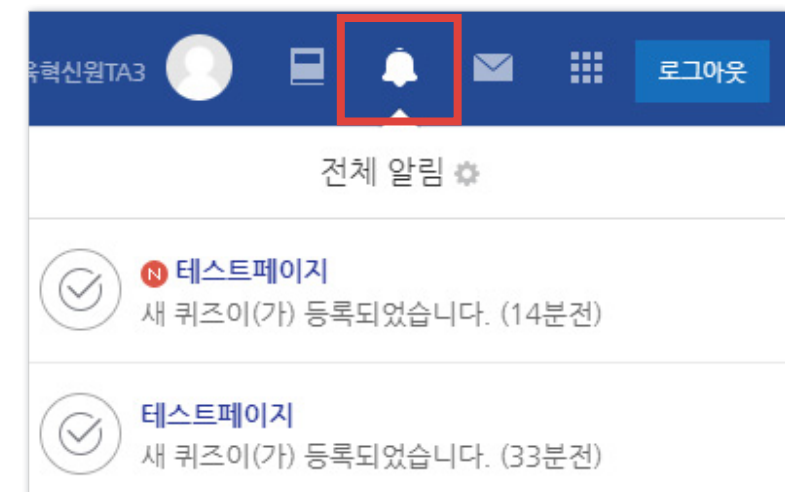 혁신원TA3 로그아웃
전체 알림
N 테스트페이지
새 퀴즈이(가) 등록되었습니다. (14분전)
테스트페이지
새 퀴즈이(가) 등록되었습니다. (33분전)